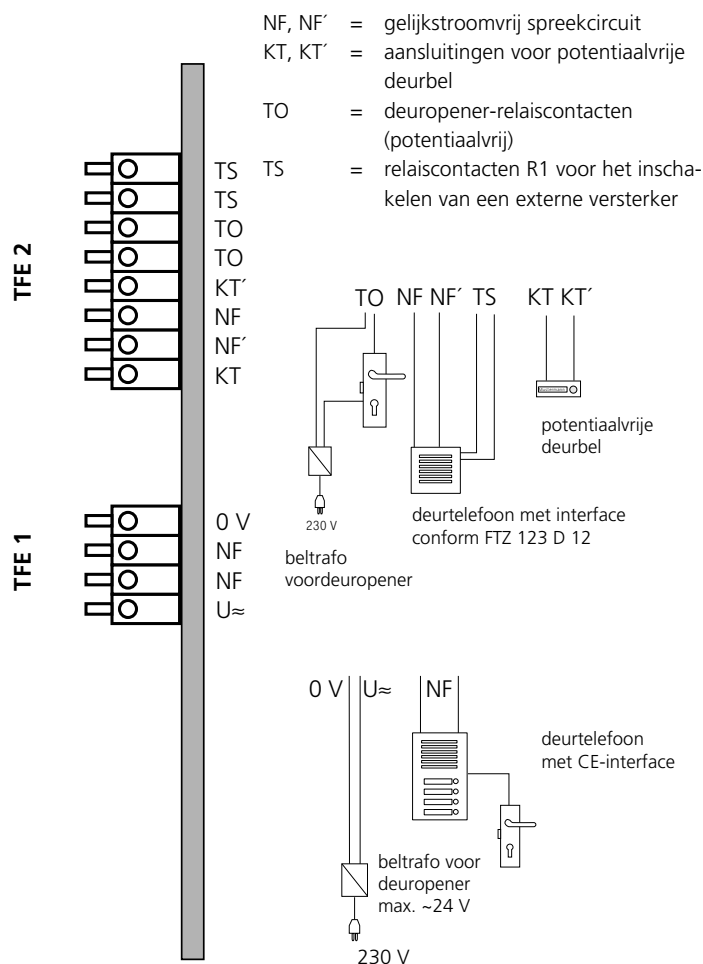 NF, NF´ = gelijkstroomvrij spreekcircuit
KT, KT´ = aansluitingen voor potentiaalvrije
deurbel
TO = deuropener-relaiscontacten
(potentiaalvrij)
TS = relaiscontacten R1 voor het inscha-
kelen van een externe versterker
TFE 2
TS
TS
TO
TO
KT´
NF
NF´
KT
TO NF NF´ TS KT KT´
potentiaalvrije
deurbel
230 V
deurtelefoon met interface
conform FTZ 123 D 12
beltrafo
voordeuropener
TFE 1
0 V
NF
NF
U≈
0 V U≈ NF
deurtelefoon
met CE-interface
beltrafo voor
deuropener
max. ~24 V
230 V